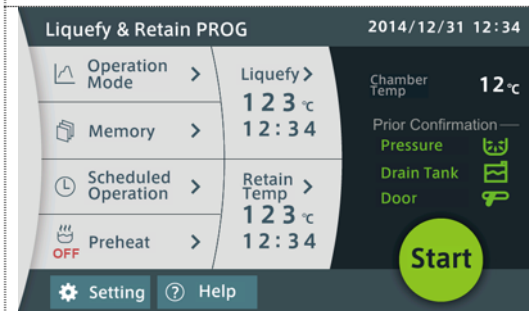 Liquefy & Retain PROG
2014/12/31 12:34
Operation
Mode
>
Memory
>
Scheduled
Operation
>
OFF
Preheat
>
Liquefy >
123 ℃
12:34
Retain
Temp
>
123 ℃
12:34
Chamber
Temp
12 ℃
Prior Confirmation
Pressure
Drain Tank
Door
Start
Setting
? Help